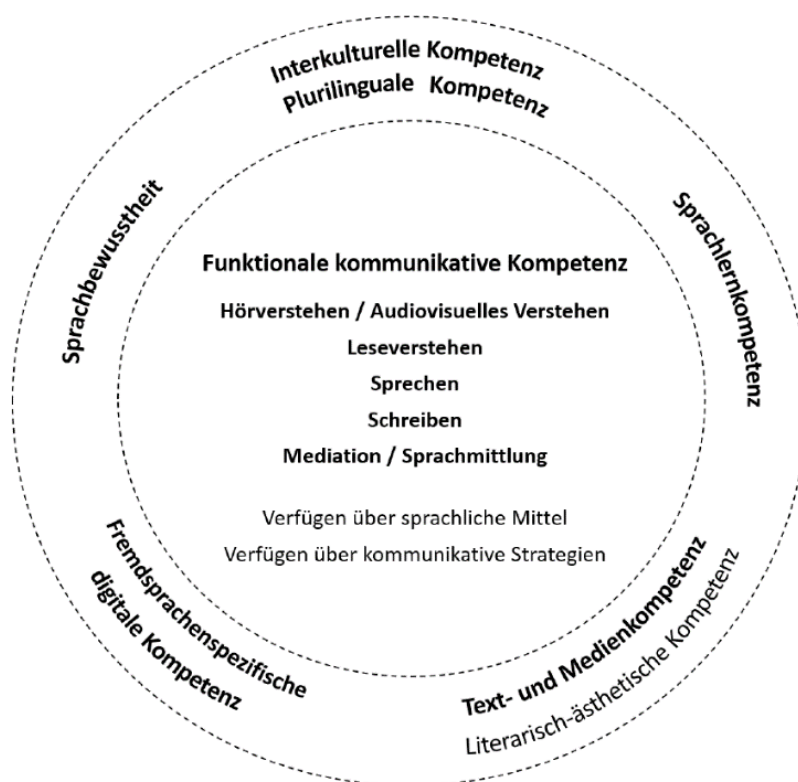 Interkulturelle Kompetenz
Plurilinguale Kompetenz
Sprachbewusstheit
Sprachlernkompetenz
Funktionale kommunikative Kompetenz
Hörverstehen / Audiovisuelles Verstehen
Leseverstehen
Sprechen
Schreiben
Mediation / Sprachmittlung
Verfügen über sprachliche Mittel
Verfügen über kommunikative Strategien
Fremdsprachenspezifische
digitale Kompetenz
Text- und Medienkompetenz
Literarisch-ästhetische Kompetenz